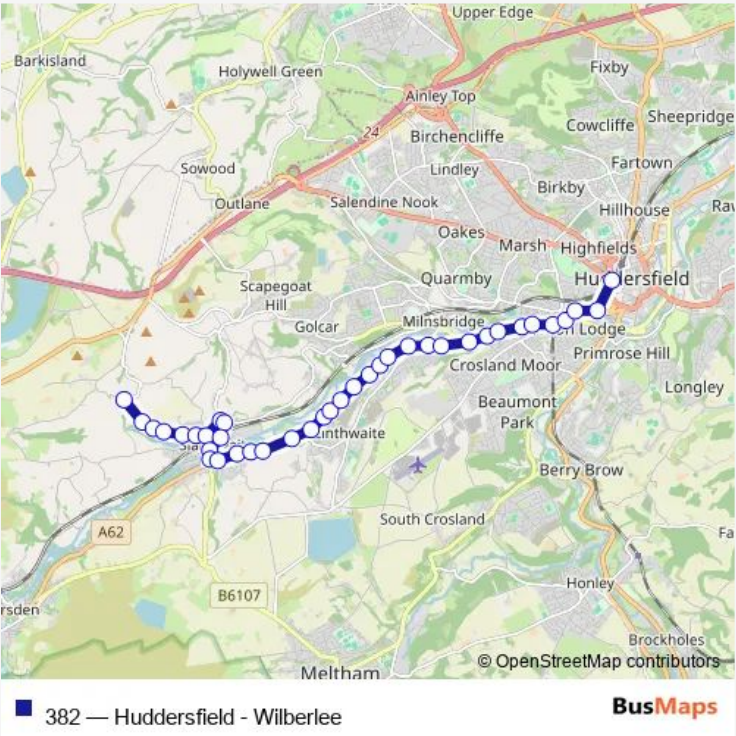 Upper Edge
Barkisland
Holywell Green
Fixby
Ainley Top
Sheepridge
24
Birchencliffe
Cowcliffe
Fartown
Sowood
Lindley
Birkby
Outlane
Salendine Nook
Hillhouse
Oakes
Marsh
Highfields
Quarmby
Scapegoat
Hill
Golcar
Milnsbridge
Lodge
Primrose Hill
Crosland Moor
Longley
Beaumont
Park
Linthwaite
Berry Brow
South Crosland
A62
B6107
Honley
rsden
Brockholes
Meltham
© OpenStreetMap contributors
382 — Huddersfield - Wilberlee
BusMaps